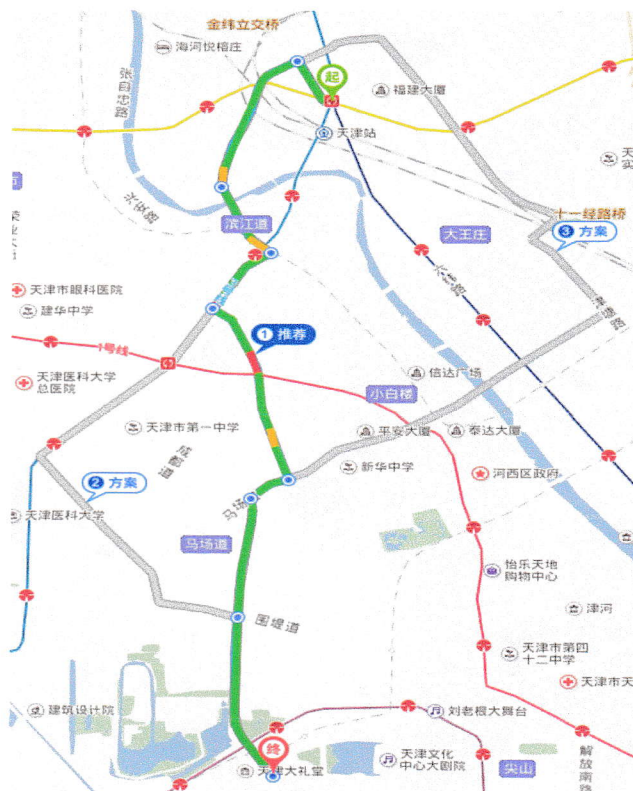 金纬立交桥
海河悦榕庄
张自忠路
起
福建大厦
天津站
滨江道
十一经路桥
大王庄
3 方案
天津市眼科医院
建华中学
1号线
1 推荐
天津医科大学
总医院
信达广场
小白楼
天津市第一中学
平安大厦
泰达大厦
成都道
新华中学
河西区政府
2 方案
马场
天津医科大学
马场道
怡乐天地
购物中心
津河
围堤道
天津市第四
十二中学
天津市天
建筑设计院
刘老根大舞台
终
天津大礼堂
天津文化
中心大剧院
尖山
解放南路